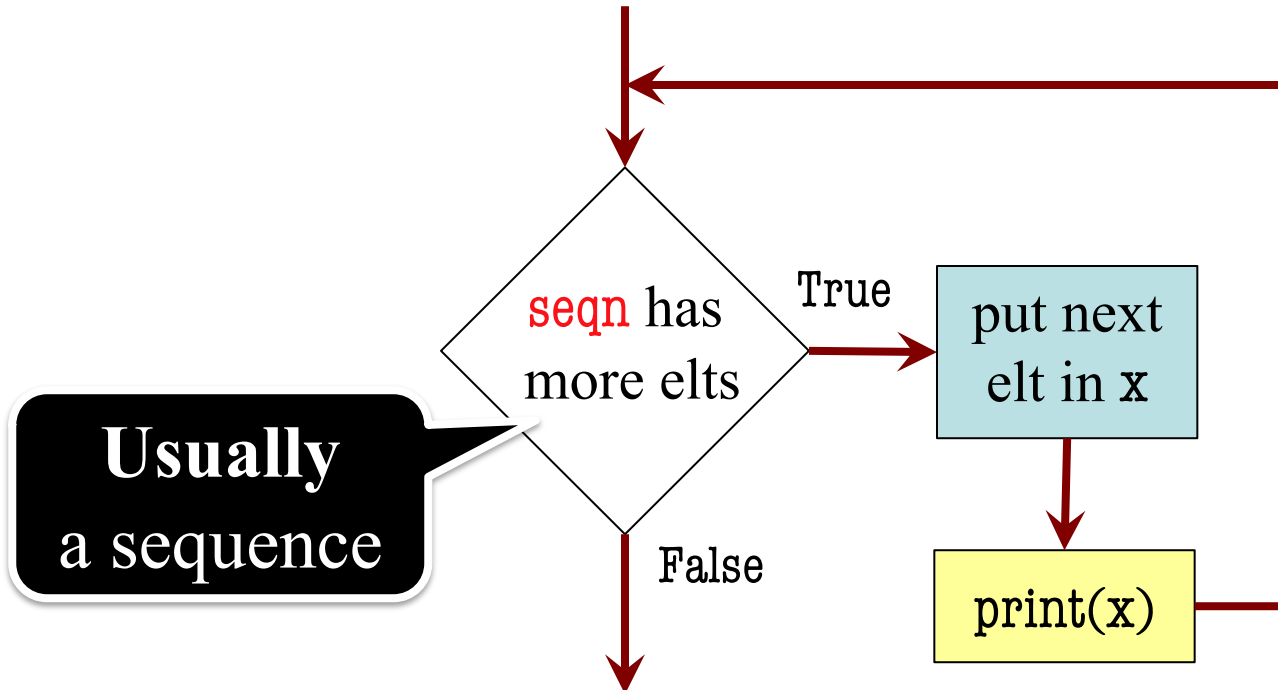 True
seqn has
more elts
put next
elt in x
Usually
a sequence
False
print(x)